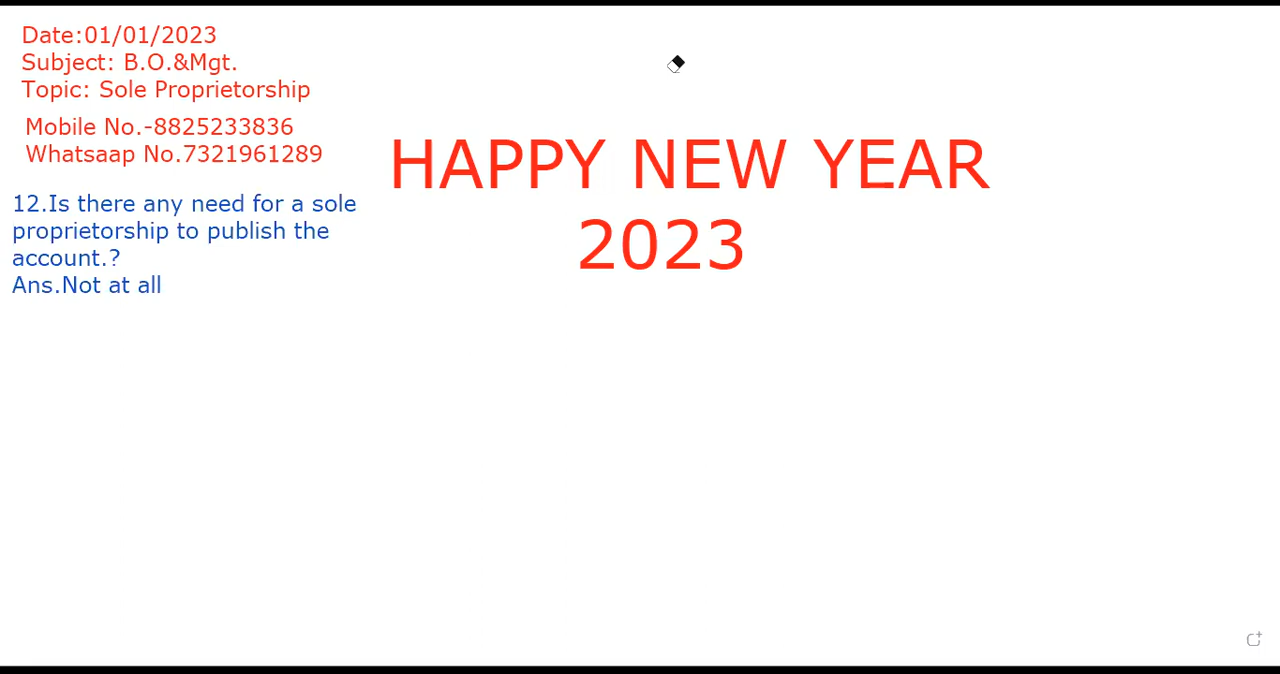 Date:01/01/2023
Subject: B.O.&Mgt.
Topic: Sole Proprietorship
Mobile No.-8825233836
Whatsaap No.7321961289
HAPPY NEW YEAR
2023
12.Is there any need for a sole
proprietorship to publish the
account.?
Ans.Not at all